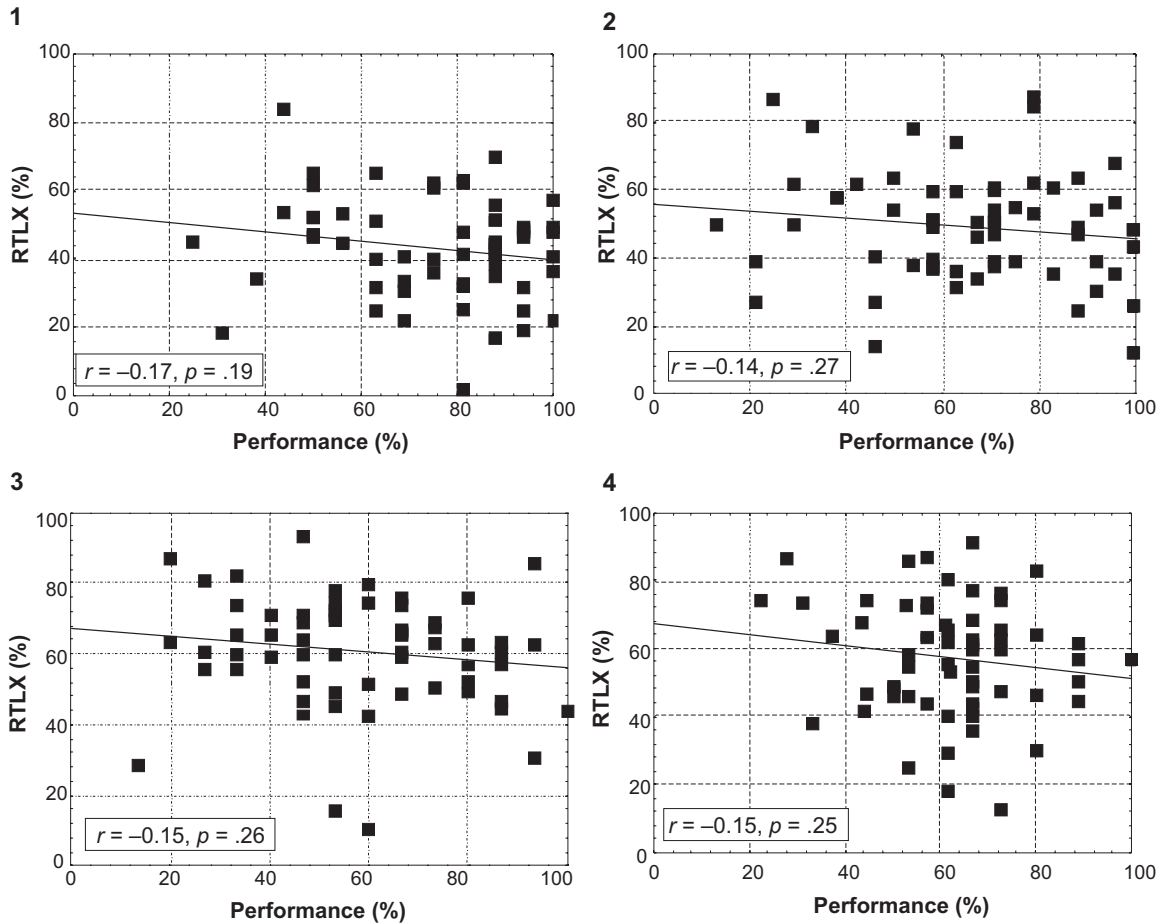 1
100
80
60
40
20
0
RTLX (%)
r = –0.17, p = .19
0 20 40 60 80 100
Performance (%)
2
100
80
60
40
20
0
RTLX (%)
r = –0.14, p = .27
0 20 40 60 80 100
Performance (%)
3
100
80
60
40
20
0
RTLX (%)
r = –0.15, p = .26
0 20 40 60 80 100
Performance (%)
4
100
80
60
40
20
0
RTLX (%)
r = –0.15, p = .25
0 20 40 60 80 100
Performance (%)